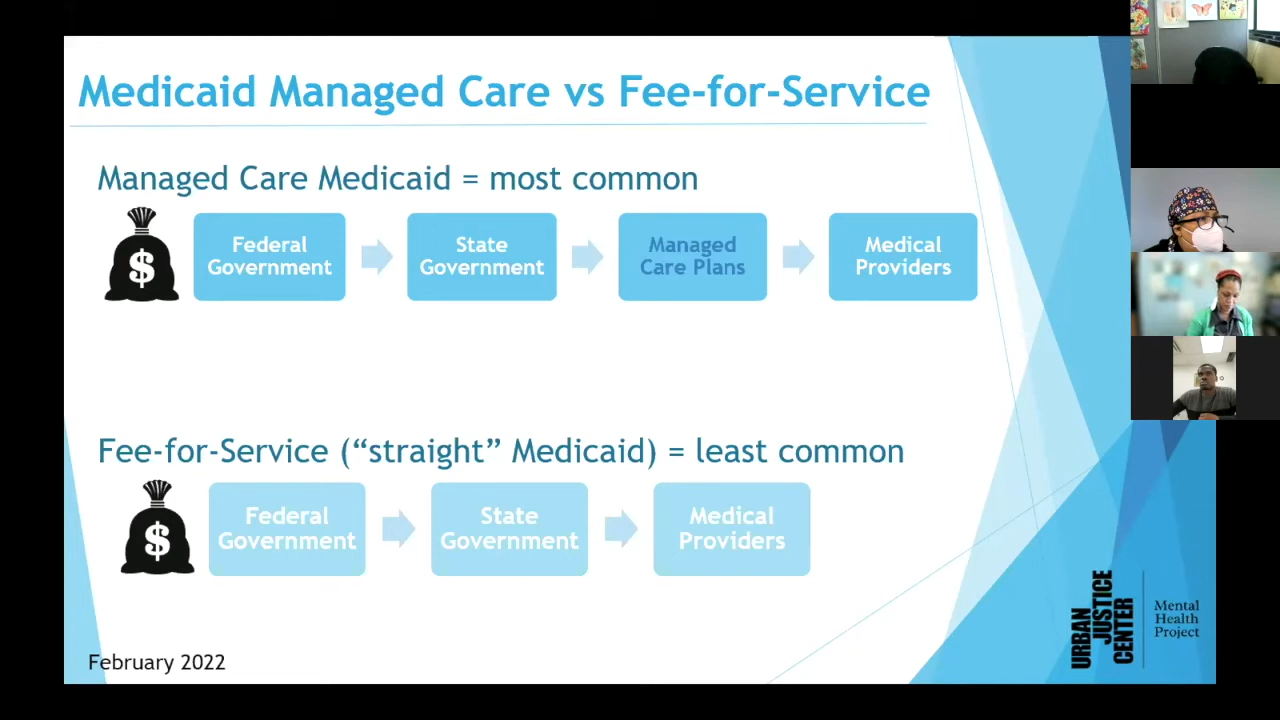 Medicaid Managed Care vs Fee-for-Service
Managed Care Medicaid = most common
$
Federal
Government
State
Government
Managed
Care Plans
Medical
Providers
Fee-for-Service (“straight” Medicaid) = least common
$
Federal
Government
State
Government
Medical
Providers
February 2022
URBAN
JUSTICE
CENTER
Mental
Health
Project